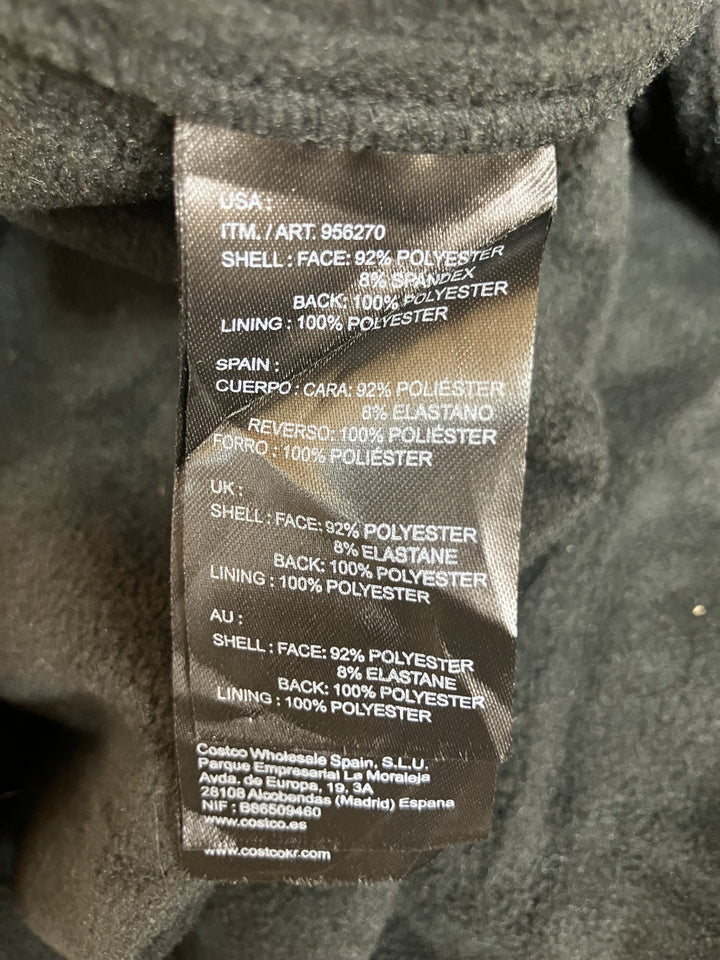 USA :
ITM. / ART. 956270
SHELL : FACE: 92% POLYESTER
8% SPANDEX
BACK: 100% POLYESTER
LINING : 100% POLYESTER
SPAIN :
CUERPO : CARA: 92% POLIÉSTER
8% ELASTANO
REVERSO: 100% POLIÉSTER
FORRO : 100% POLIÉSTER
UK :
SHELL : FACE: 92% POLYESTER
8% ELASTANE
BACK: 100% POLYESTER
LINING : 100% POLYESTER
AU :
SHELL : FACE: 92% POLYESTER
8% ELASTANE
BACK: 100% POLYESTER
LINING : 100% POLYESTER
Costco Wholesale Spain, S.L.U.
Parque Empresarial La Moraleja
Avda. de Europa, 19, 3A
28108 Alcobendas (Madrid) Espana
NIF : B86509460
www.costco.es
www.costcokr.com